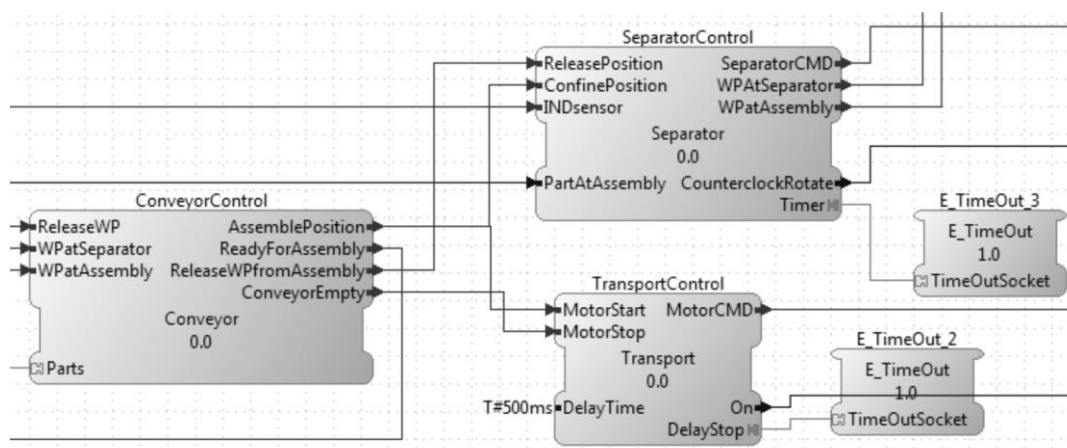 SeparatorControl
ReleasePosition SeparatorCMD
ConfinePosition WPAtSeparator
INDsensor WPatAssembly
Separator
0.0
PartAtAssembly CounterclockRotate
Timer
E_TimeOut_3
E_TimeOut
1.0
TimeOutSocket
ConveyorControl
ReleaseWP AssemblePosition
WPatSeparator ReadyForAssembly
WPatAssembly ReleaseWPfromAssembly
ConveyorEmpty
Conveyor
0.0
Parts
TransportControl
MotorStart MotorCMD
MotorStop
Transport
0.0
T#500ms DelayTime On
DelayStop
E_TimeOut_2
E_TimeOut
1.0
TimeOutSocket